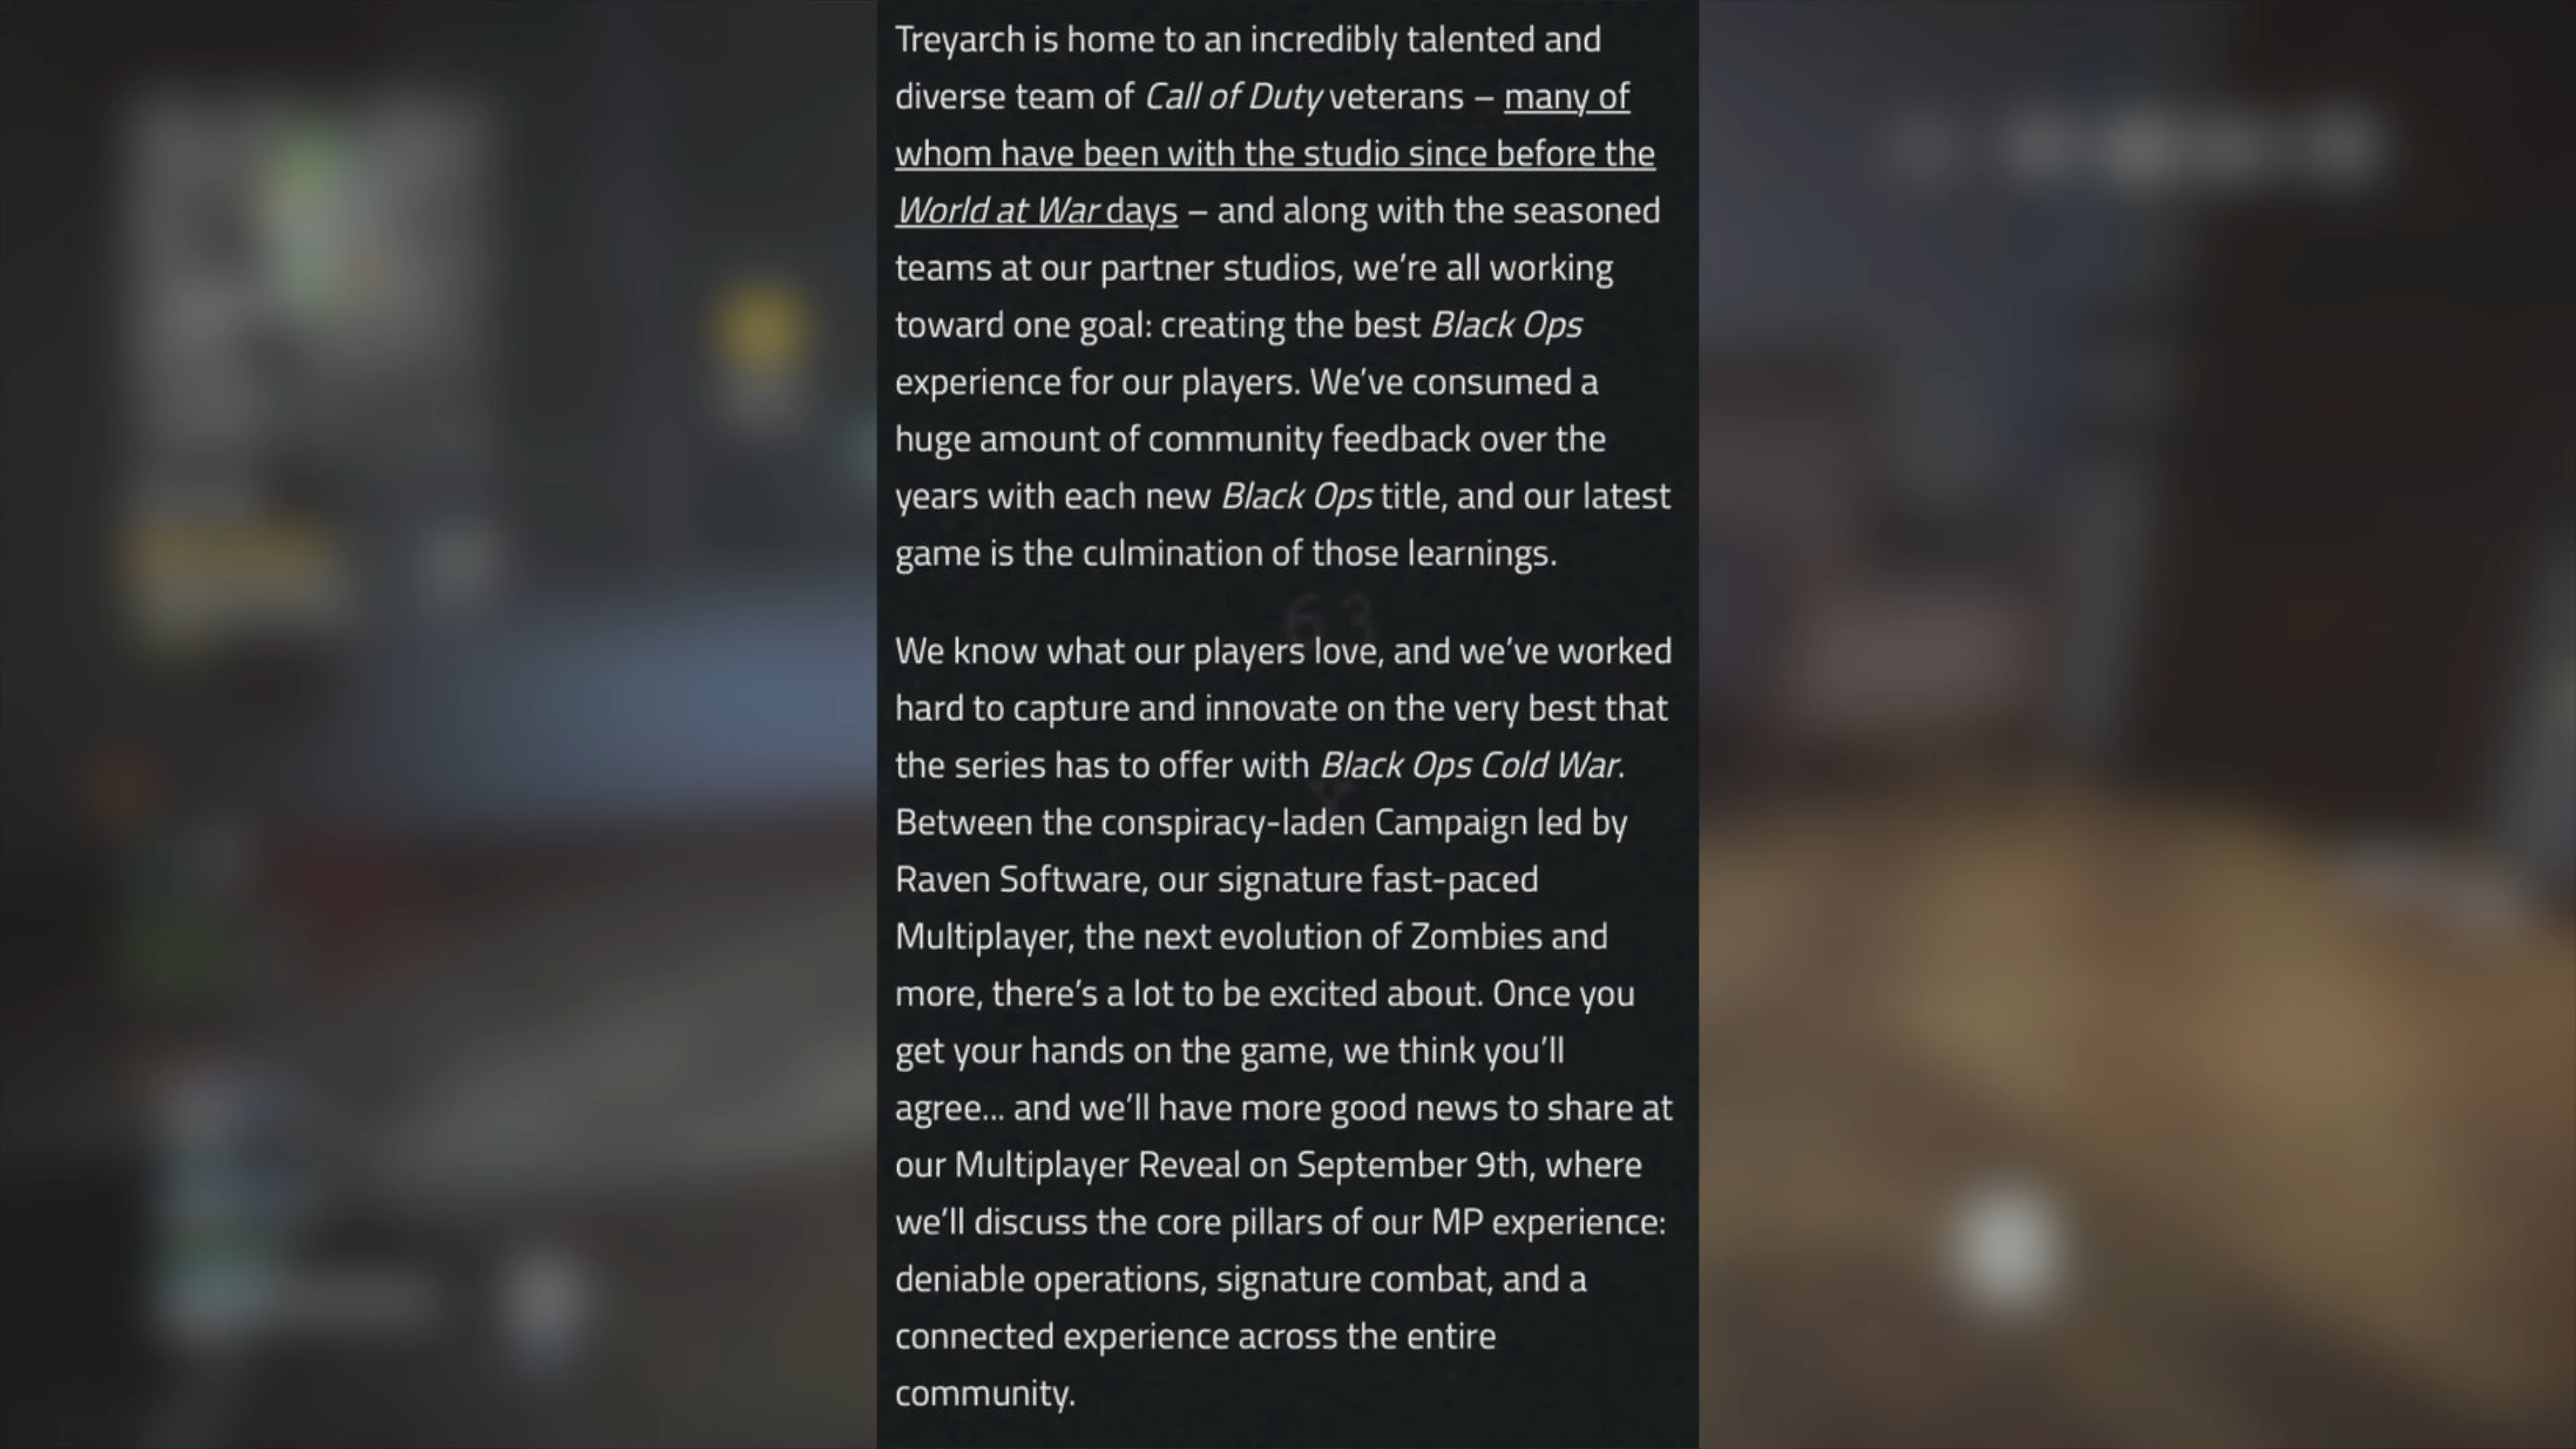 Treyarch is home to an incredibly talented and
diverse team of Call of Duty veterans – many of
whom have been with the studio since before the
World at War days – and along with the seasoned
teams at our partner studios, we're all working
toward one goal: creating the best Black Ops
experience for our players. We've consumed a
huge amount of community feedback over the
years with each new Black Ops title, and our latest
game is the culmination of those learnings.
63
We know what our players love, and we've worked
hard to capture and innovate on the very best that
the series has to offer with Black Ops Cold War.
Between the conspiracy-laden Campaign led by
Raven Software, our signature fast-paced
Multiplayer, the next evolution of Zombies and
more, there's a lot to be excited about. Once you
get your hands on the game, we think you'll
agree... and we'll have more good news to share at
our Multiplayer Reveal on September 9th, where
we'll discuss the core pillars of our MP experience:
deniable operations, signature combat, and a
connected experience across the entire
community.